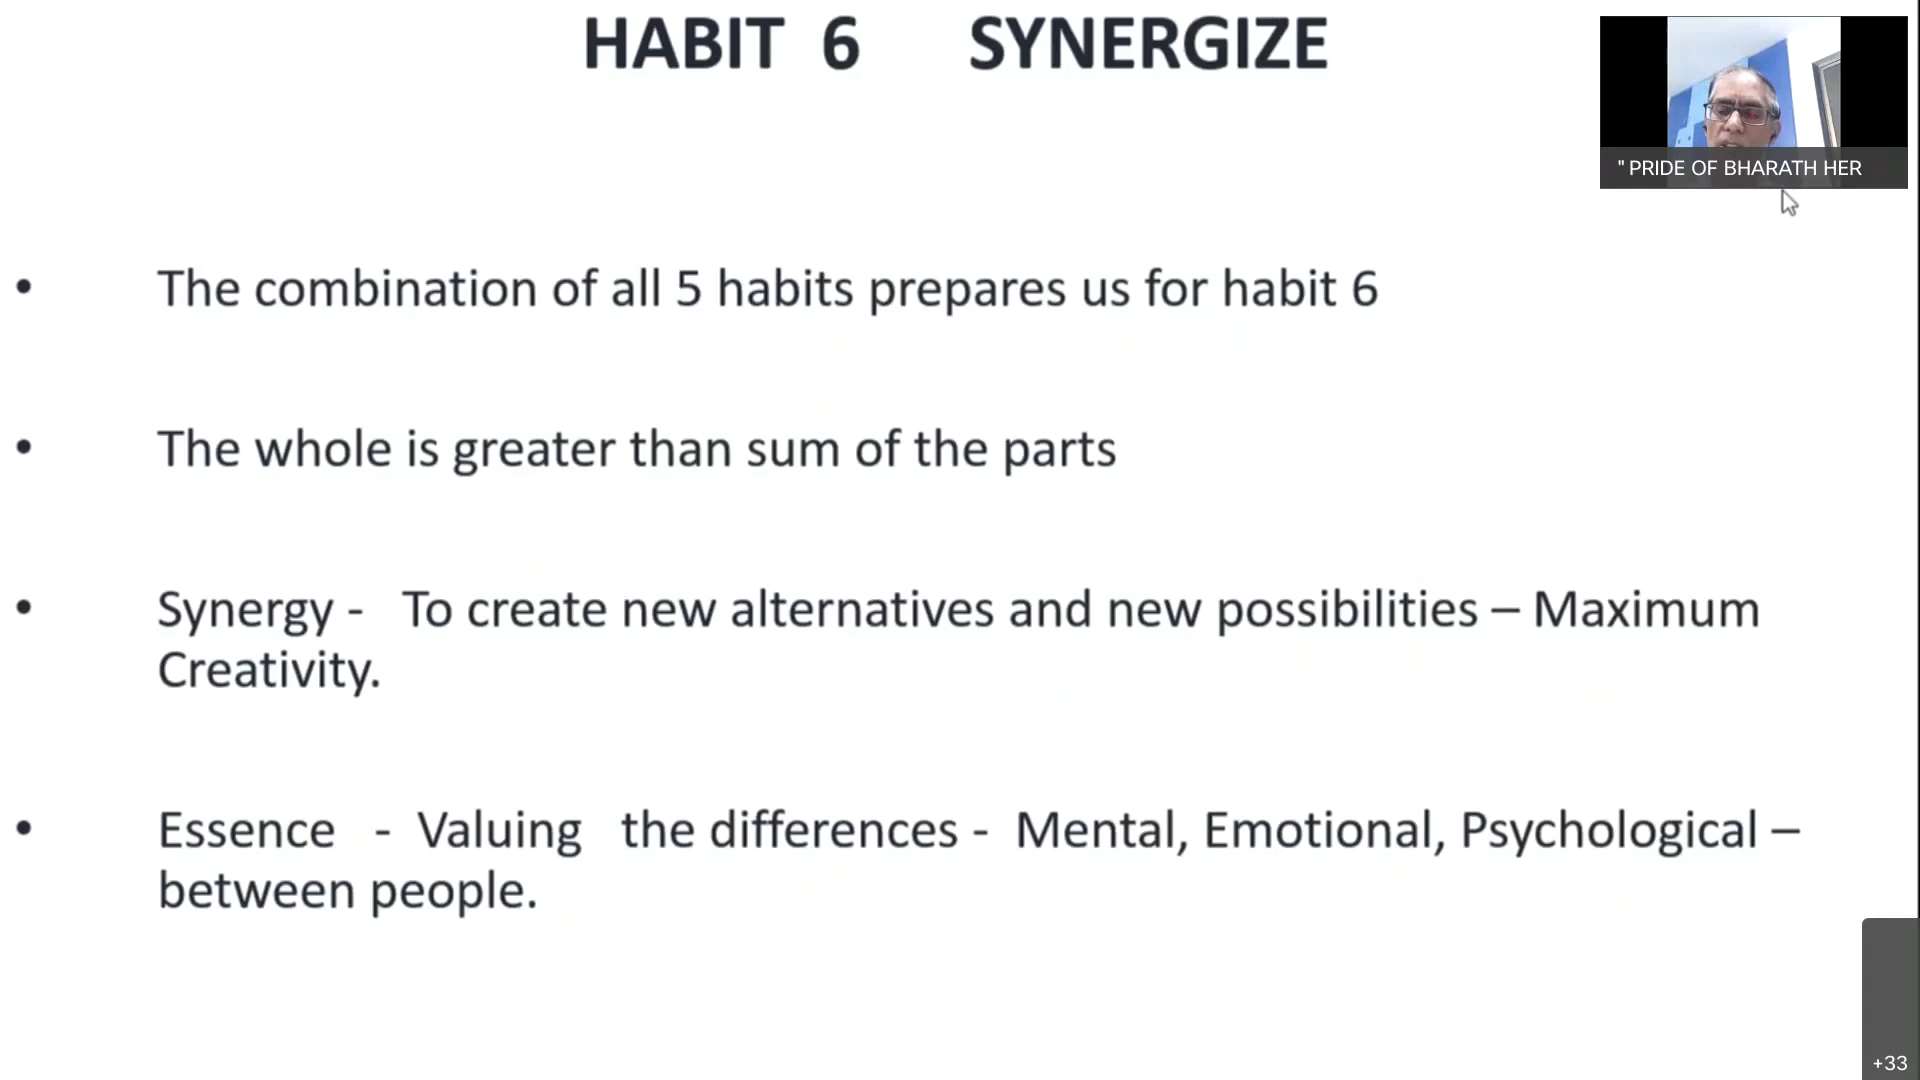 HABIT 6 SYNERGIZE
" PRIDE OF BHARATH HER
• The combination of all 5 habits prepares us for habit 6
• The whole is greater than sum of the parts
• Synergy - To create new alternatives and new possibilities – Maximum
Creativity.
• Essence - Valuing the differences - Mental, Emotional, Psychological –
between people.
+33